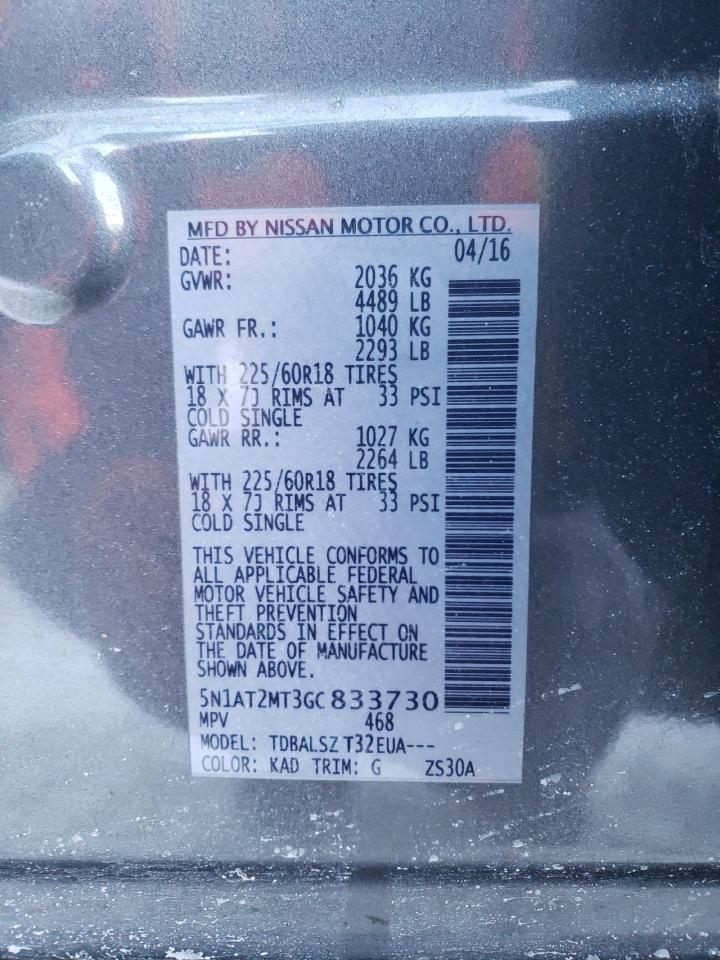 MFD BY NISSAN MOTOR CO., LTD.
DATE: 04/16
GVWR: 2036 KG
4489 LB
GAWR FR.: 1040 KG
2293 LB
WITH 225/60R18 TIRES
18 X 7J RIMS AT 33 PSI
COLD SINGLE
GAWR RR.: 1027 KG
2264 LB
WITH 225/60R18 TIRES
18 X 7J RIMS AT 33 PSI
COLD SINGLE
THIS VEHICLE CONFORMS TO
ALL APPLICABLE FEDERAL
MOTOR VEHICLE SAFETY AND
THEFT PREVENTION
STANDARDS IN EFFECT ON
THE DATE OF MANUFACTURE
SHOWN ABOVE.
5N1AT2MT3GC833730
MPV 468
MODEL: TDBALSZ T32EUA---
COLOR: KAD TRIM: G ZS30A